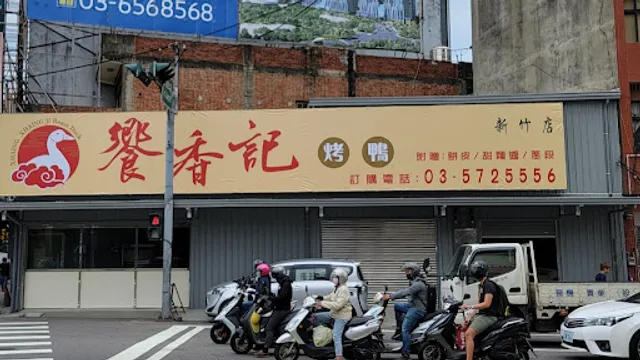 03-6568568
XIANG XIANG JI Roast Duck
饗香記
烤鴨
新竹店
附贈：餅皮/甜麵醬/蔥段
訂購電話：03-5725556